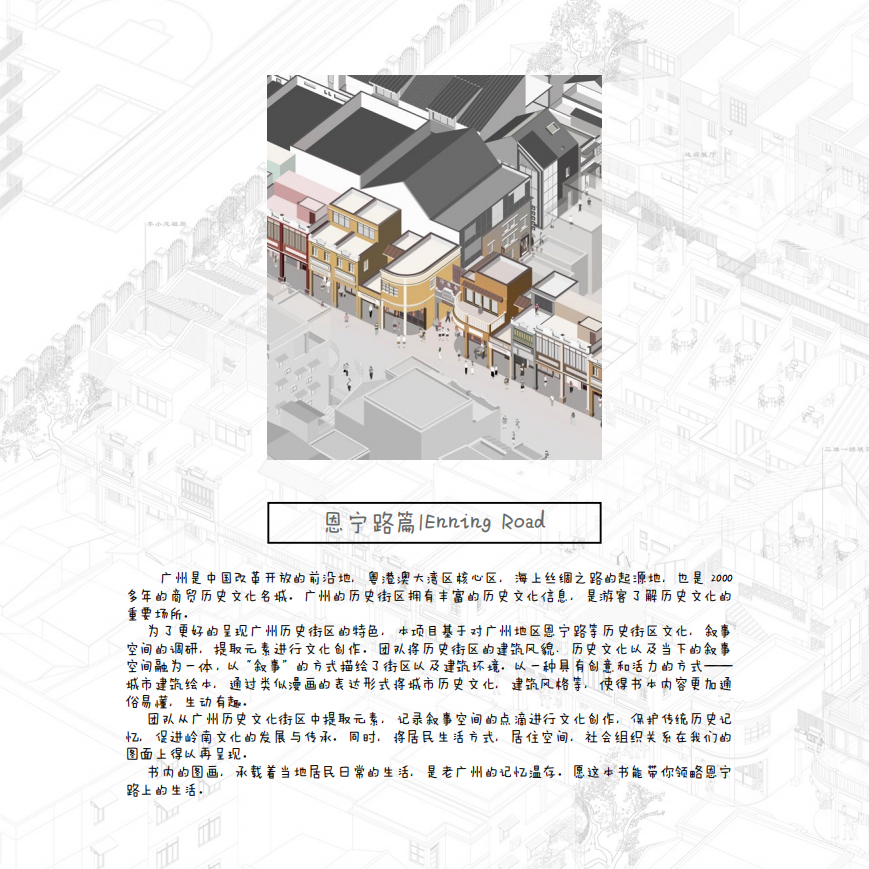 恩宁路篇|Enning Road
广州是中国改革开放的前沿地，粤港澳大湾区核心区，海上丝绸之路的起源地，也是 2000
多年的商贸历史文化名城。广州的历史街区拥有丰富的历史文化信息，是游客了解历史文化的
重要场所。
为了更好的呈现广州历史街区的特色，本项目基于对广州地区恩宁路等历史街区文化，叙事
空间的调研，提取元素进行文化创作。团队将历史街区的建筑风貌，历史文化以及当下的叙事
空间融为一体，以“叙事”的方式描绘了街区以及建筑环境。以一种具有创意和活力的方式——
城市建筑绘本，通过类似漫画的表达形式将城市历史文化，建筑风格等，使得书本内容更加通
俗易懂，生动有趣。
团队从广州历史文化街区中提取元素，记录叙事空间的点滴进行文化创作，保护传统历史记
忆，促进岭南文化的发展与传承。同时，将居民生活方式，居住空间，社会组织关系在我们的
图面上得以再呈现。
书内的图画，承载着当地居民日常的生活，是老广州的记忆温存。愿这本书能带你领略恩宁
路上的生活。